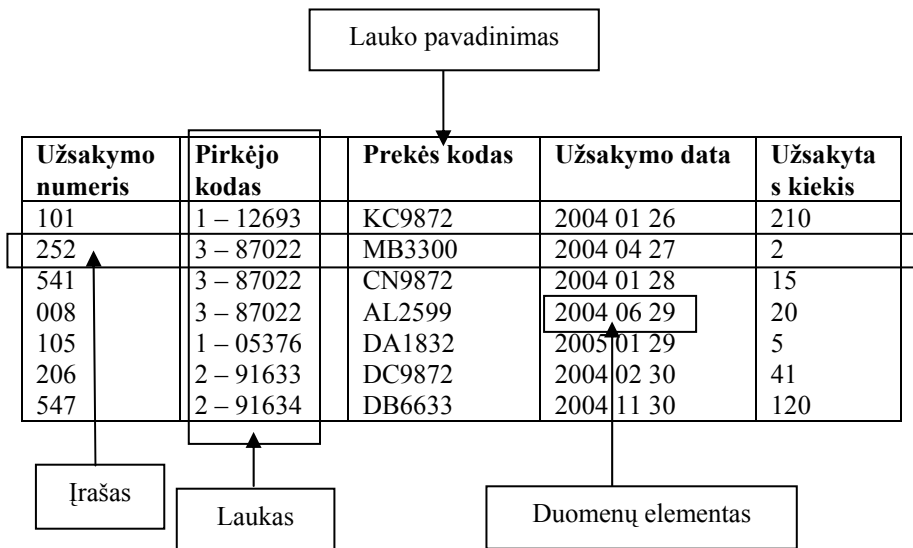 Lauko pavadinimas
Užsakymo numeris Pirkėjo kodas Prekės kodas Užsakymo data Užsakyta s kiekis
101 1 – 12693 KC9872 2004 01 26 210
252 3 – 87022 MB3300 2004 04 27 2
541 3 – 87022 CN9872 2004 01 28 15
008 3 – 87022 AL2599 2004 06 29 20
105 1 – 05376 DA1832 2005 01 29 5
206 2 – 91633 DC9872 2004 02 30 41
547 2 – 91634 DB6633 2004 11 30 120
Įrašas
Laukas
Duomenų elementas